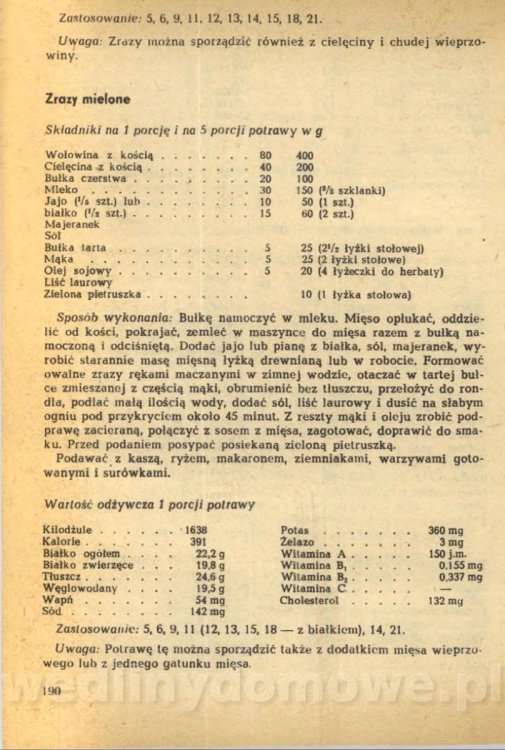 Zastosowanie: 5, 6, 9, 11, 12, 13, 14, 15, 18, 21.
Uwaga: Zrazy można sporządzić również z cielęciny i chudej wieprzo-
winy.
Zrazy mielone
Składniki na 1 porcję i na 5 porcji potrawy w g
Wołowina z kością . . . . . . . 80 400
Cielęcina z kością . . . . . . . 40 200
Bułka czerstwa . . . . . . . . 20 100
Mleko . . . . . . . . . . . 30 150 (³/₅ szklanki)
Jajo (¹/₅ szt.) lub . . . . . . . . 10 50 (1 szt.)
białko (¹/₂ szt.) . . . . . . . . . 15 60 (2 szt.)
Majeranek
Sól
Bułka tarta . . . . . . . . . 5 25 (2¹/₂ łyżki stołowej)
Mąka . . . . . . . . . . . 5 25 (2 łyżki stołowe)
Olej sojowy . . . . . . . . . 5 20 (4 łyżeczki do herbaty)
Liść laurowy
Zielona pietruszka . . . . . . . 10 (1 łyżka stołowa)
Sposób wykonania: Bułkę namoczyć w mleku. Mięso opłukać, oddzie-
lić od kości, pokrajać, zemleć w maszynce do mięsa razem z bułką na-
moczoną i odciśniętą. Dodać jajo lub pianę z białka, sól, majeranek, wy-
robić starannie masę mięsną łyżką drewnianą lub w robocie. Formować
owalne zrazy rękami maczanymi w zimnej wodzie, otaczać w tartej buł-
ce zmieszanej z częścią mąki, obrumienić bez tłuszczu, przełożyć do ron-
dla, podlać małą ilością wody, dodać sól, liść laurowy i dusić na słabym
ogniu pod przykryciem około 45 minut. Z reszty mąki i oleju zrobić pod-
prawę zacieraną, połączyć z sosem z mięsa, zagotować, doprawić do sma-
ku. Przed podaniem posypać posiekaną zieloną pietruszką.
Podawać z kaszą, ryżem, makaronem, ziemniakami, warzywami goto-
wanymi i surówkami.
Wartość odżywcza 1 porcji potrawy
Kilodżule . . . . . . 1638 Potas . . . . . . . 360 mg
Kalorie . . . . . . 391 Żelazo . . . . . . . 3 mg
Białko ogółem . . . . 22,2 g Witamina A . . . . . 150 j.m.
Białko zwierzęce . . . 19,8 g Witamina B₁ . . . . . 0,155 mg
Tłuszcz . . . . . . 24,6 g Witamina B₂ . . . . . 0,337 mg
Węglowodany . . . . 19,5 g Witamina C . . . . . —
Wapń . . . . . . 54 mg Cholesterol . . . . . 132 mg
Sód . . . . . . . 142 mg
Zastosowanie: 5, 6, 9, 11 (12, 13, 15, 18 — z białkiem), 14, 21.
Uwaga: Potrawę tę można sporządzić także z dodatkiem mięsa wieprzo-
wego lub z jednego gatunku mięsa.
wedlinydomowe.pl
190